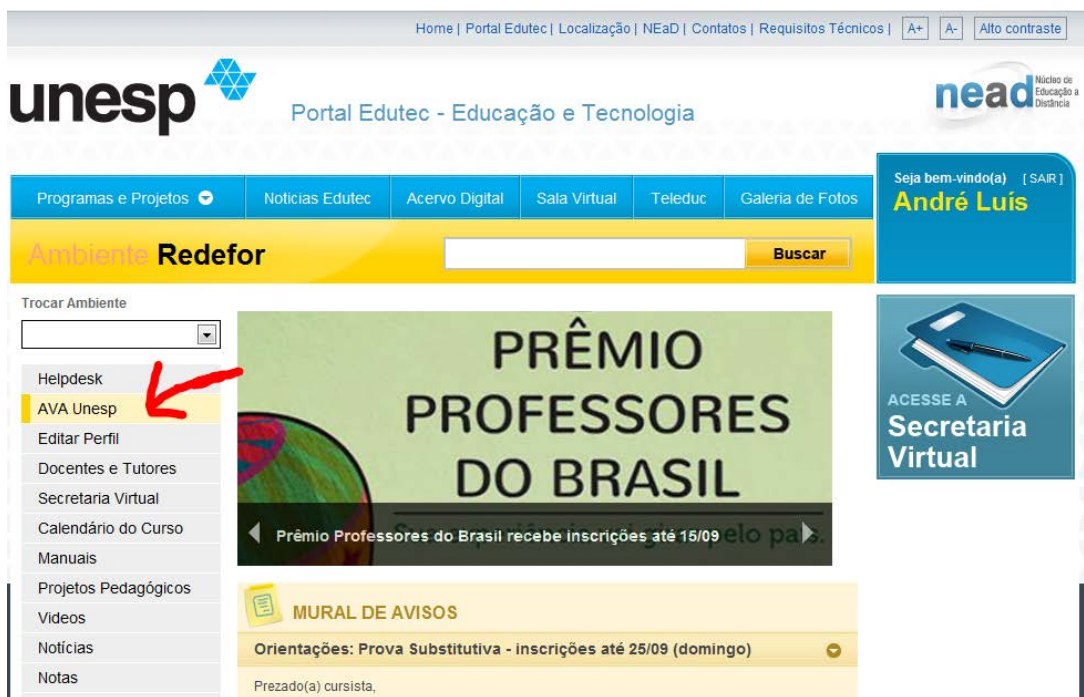 Home | Portal Edutec | Localização | NEaD | Contatos | Requisitos Técnicos | A+ A- Alto contraste
unesp
Portal Edutec - Educação e Tecnologia
nead
Núcleo de
Educação a
Distância
Programas e Projetos
Notícias Edutec
Acervo Digital
Sala Virtual
Teleduc
Galeria de Fotos
Seja bem-vindo(a) [ SAIR ]
André Luís
Ambiente Redefor
Buscar
Trocar Ambiente
Helpdesk
AVA Unesp
Editar Perfil
Docentes e Tutores
Secretaria Virtual
Calendário do Curso
Manuais
Projetos Pedagógicos
Videos
Notícias
Notas
PRÊMIO
PROFESSORES
DO BRASIL
Prêmio Professores do Brasil recebe inscrições até 15/09
ACESSE A
Secretaria
Virtual
MURAL DE AVISOS
Orientações: Prova Substitutiva - inscrições até 25/09 (domingo)
Prezado(a) cursista,